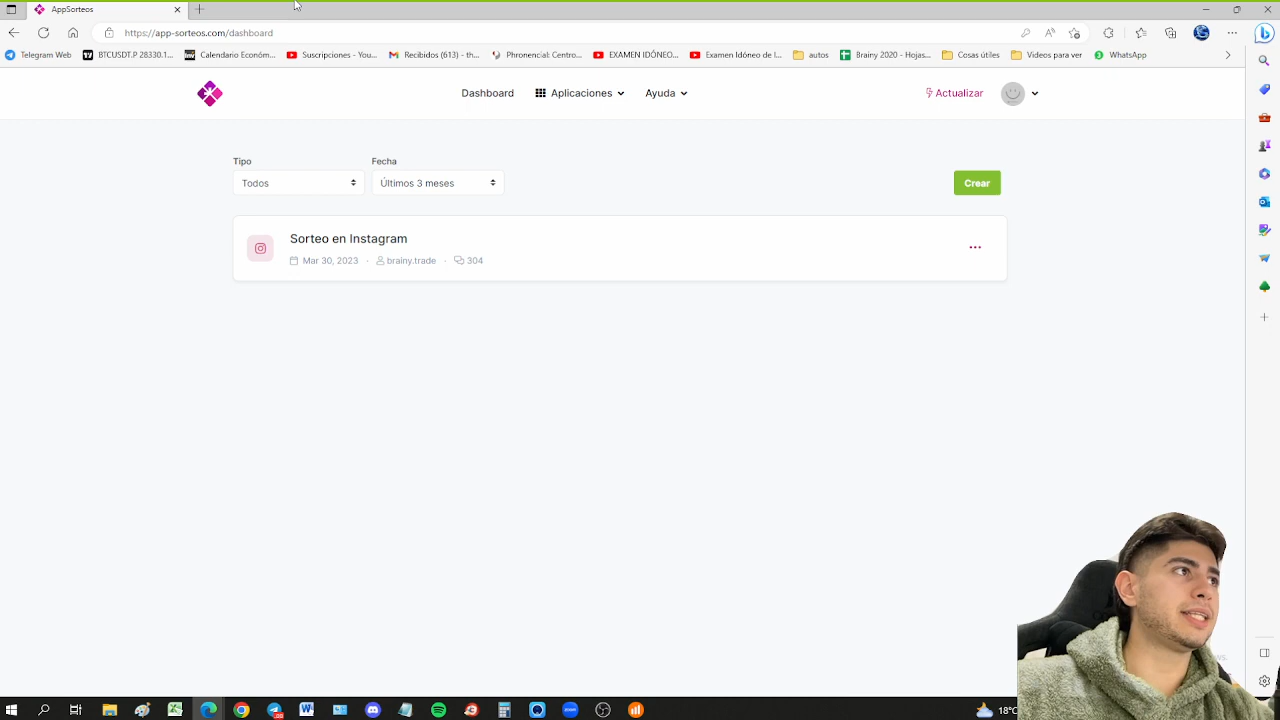 AppSorteos
https://app-sorteos.com/dashboard
Telegram Web
BTCUSDT.P 28330.1...
Calendario Económ...
Suscripciones - You...
Recibidos (613) - th...
Phronencial: Centro...
EXAMEN IDÓNEO...
Examen Idóneo de l...
autos
Brainy 2020 - Hojas...
Cosas útiles
Videos para ver
WhatsApp
Dashboard
Aplicaciones
Ayuda
Actualizar
Tipo
Fecha
Todos
Últimos 3 meses
Crear
Sorteo en Instagram
Mar 30, 2023 · brainy.trade · 304
18°C